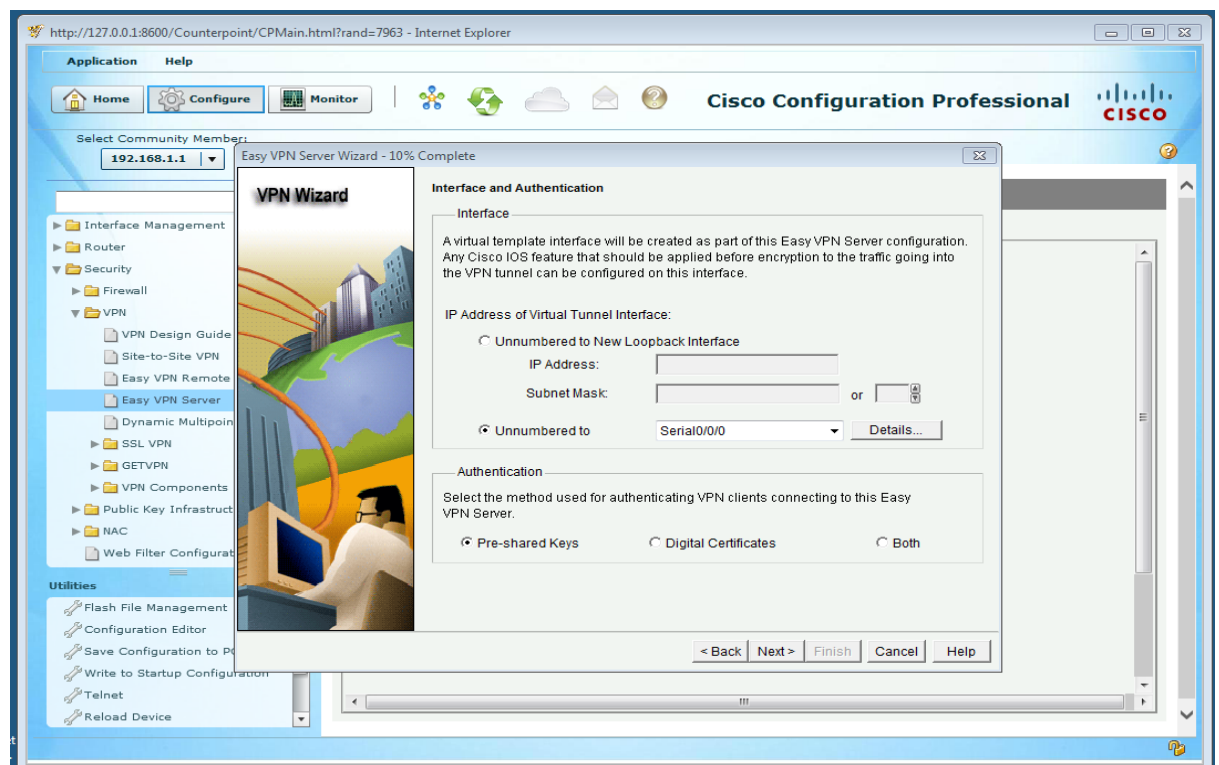 http://127.0.0.1:8600/Counterpoint/CPMain.html?rand=7963 - Internet Explorer
Application Help
Home Configure Monitor
Cisco Configuration Professional
CISCO
Select Community Member:
192.168.1.1
Interface Management
Router
Security
Firewall
VPN
VPN Design Guide
Site-to-Site VPN
Easy VPN Remote
Easy VPN Server
Dynamic Multipoin
SSL VPN
GETVPN
VPN Components
Public Key Infrastruct
NAC
Web Filter Configurat
Utilities
Flash File Management
Configuration Editor
Save Configuration to PC
Write to Startup Configuration
Telnet
Reload Device
Easy VPN Server Wizard - 10% Complete
VPN Wizard
Interface and Authentication
Interface
A virtual template interface will be created as part of this Easy VPN Server configuration.
Any Cisco IOS feature that should be applied before encryption to the traffic going into
the VPN tunnel can be configured on this interface.
IP Address of Virtual Tunnel Interface:
Unnumbered to New Loopback Interface
IP Address:
Subnet Mask: or
Unnumbered to Serial0/0/0 Details...
Authentication
Select the method used for authenticating VPN clients connecting to this Easy
VPN Server.
Pre-shared Keys Digital Certificates Both
< Back Next > Finish Cancel Help